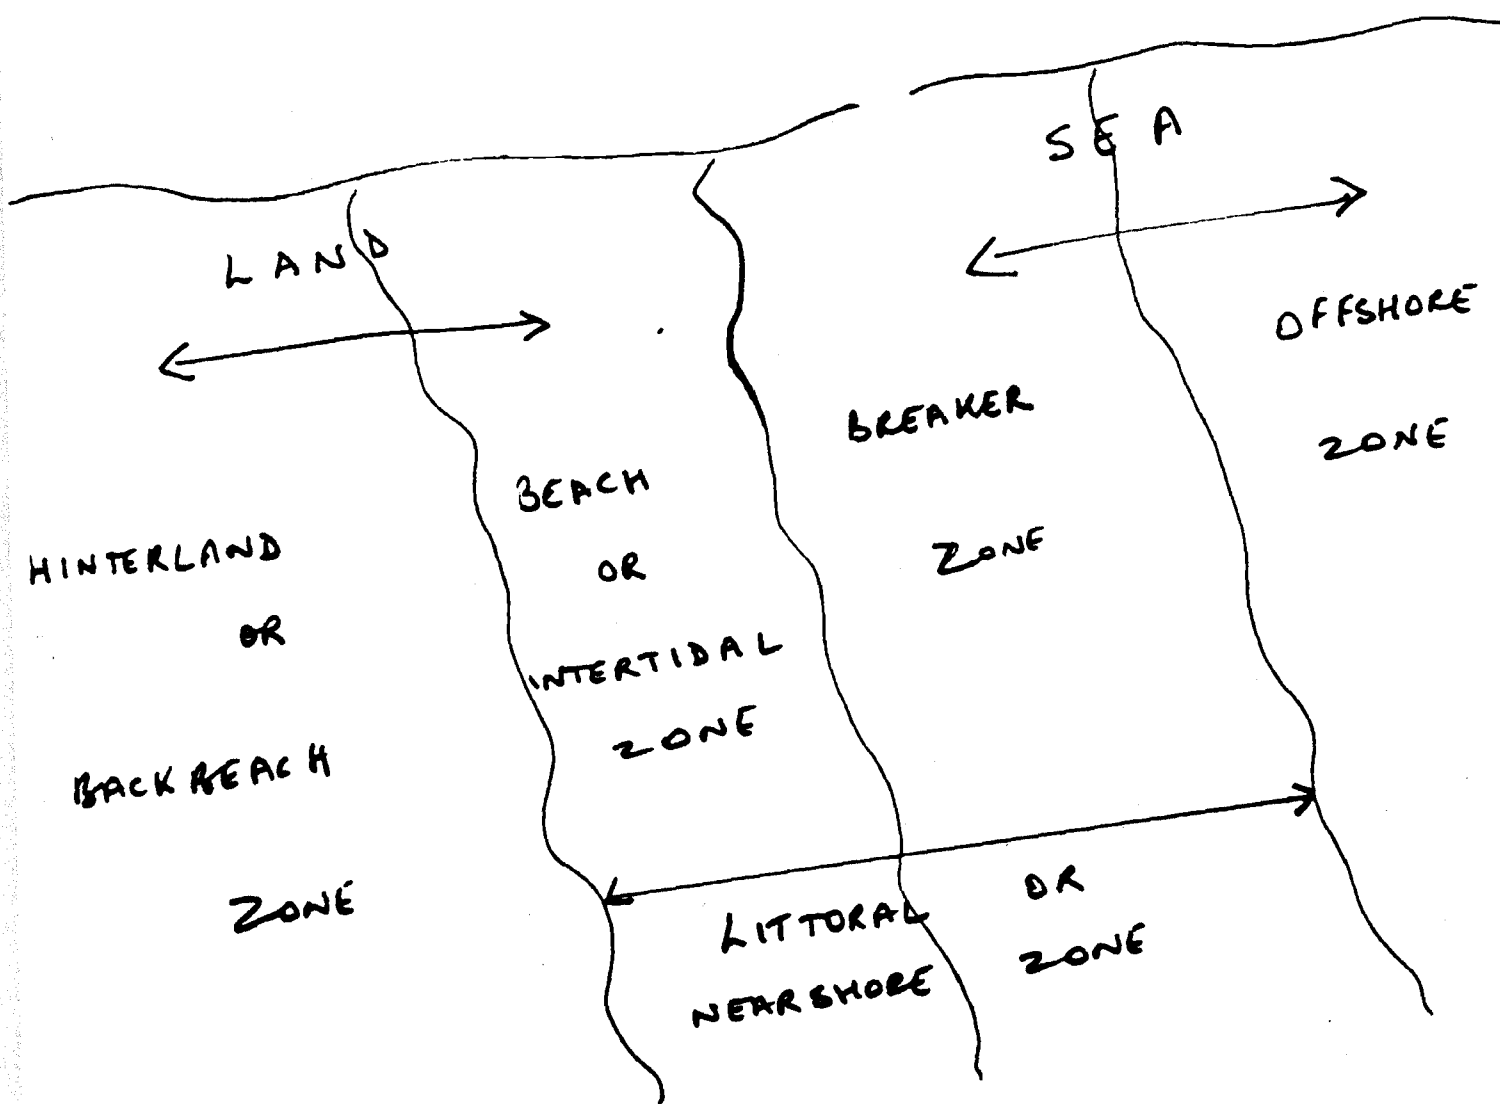 SEA
LAND
OFFSHORE
ZONE
BREAKER
ZONE
BEACH
OR
INTERTIDAL
ZONE
HINTERLAND
OR
BACKBEACH
ZONE
LITTORAL OR
NEARSHORE ZONE